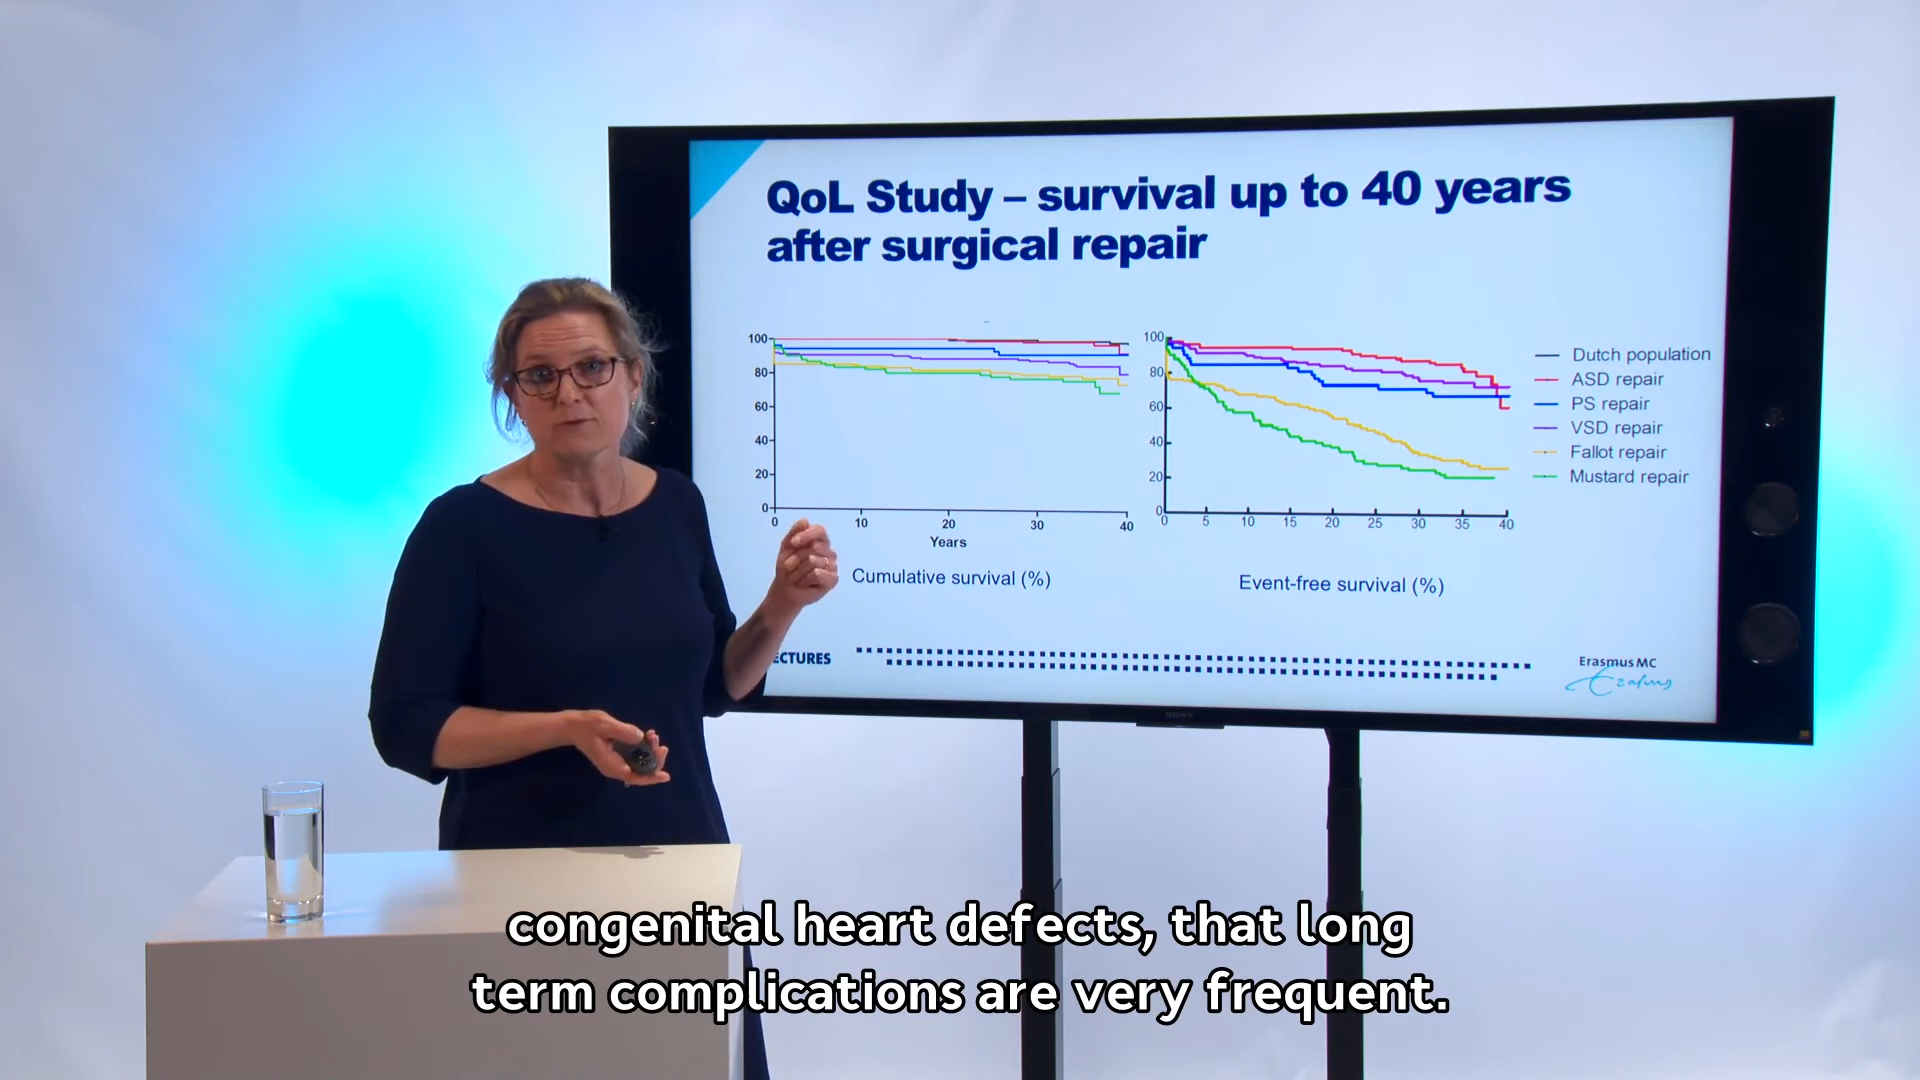 QoL Study – survival up to 40 years
after surgical repair
100
80
60
40
20
0
0 10 20 30 40
Years
Cumulative survival (%)
100
80
60
40
20
0
0 5 10 15 20 25 30 35 40
Event-free survival (%)
Dutch population
ASD repair
PS repair
VSD repair
Fallot repair
Mustard repair
ECTURES
Erasmus MC
Erasmus
SONY
congenital heart defects, that long
term complications are very frequent.